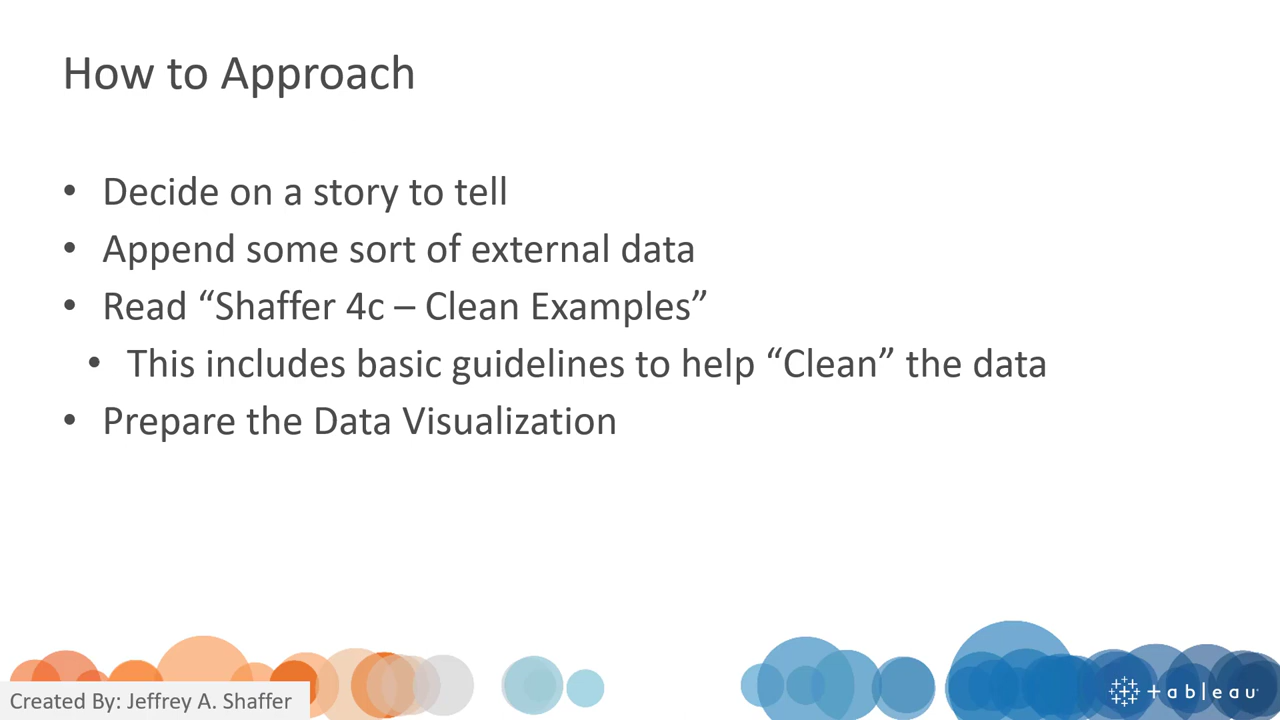 How to Approach
• Decide on a story to tell
• Append some sort of external data
• Read “Shaffer 4c – Clean Examples”
• This includes basic guidelines to help “Clean” the data
• Prepare the Data Visualization
Created By: Jeffrey A. Shaffer
tableau